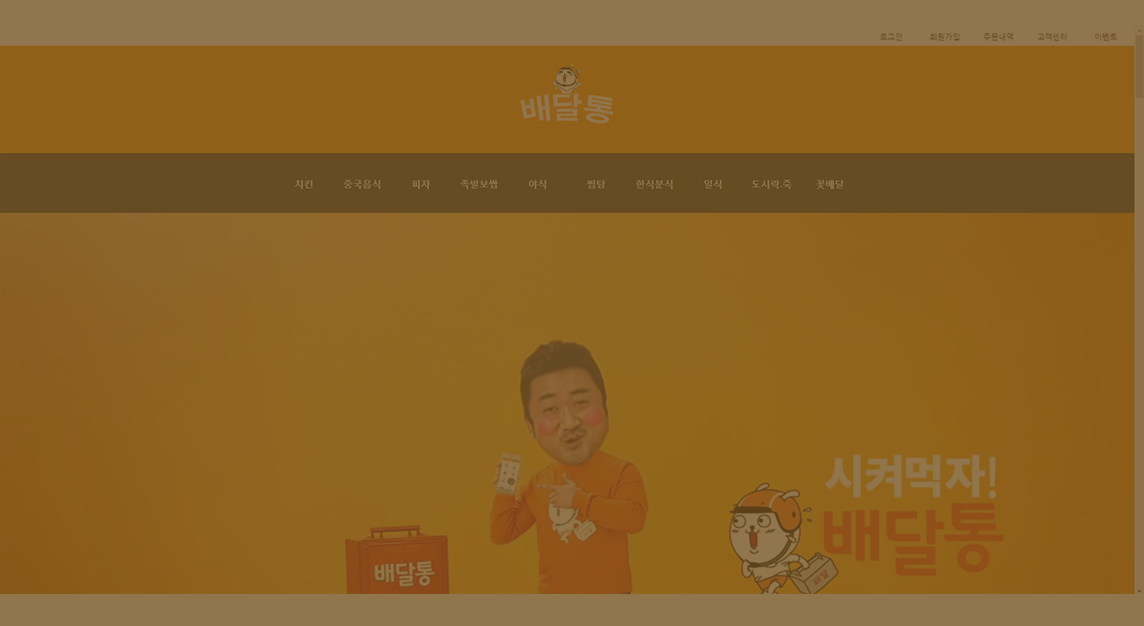 로그인 회원가입 주문내역 고객센터 이벤트
배달통
치킨 중국음식 피자 족발보쌈 야식 찜탕 한식분식 일식 도시락.죽 꽃배달
시켜먹자!
배달통
배달통
배달